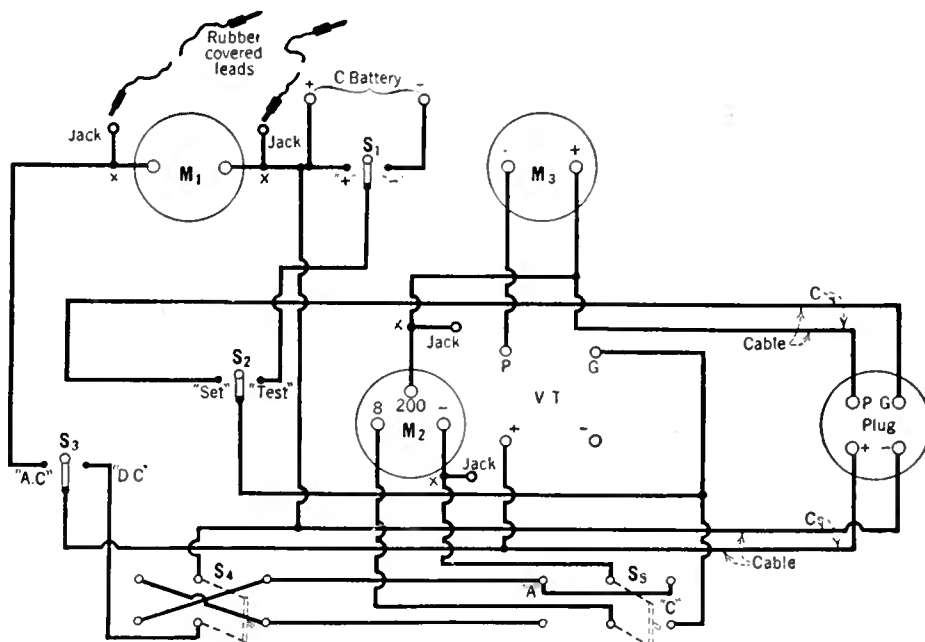 Rubber
covered
leads
+ C Battery -
Jack
Jack
S1
M1
"+" "-"
x
x
- +
M3
C
x
Jack
Cable
S2
"Set" "Test"
P
G
V T
8 200 -
M2
P G
Plug
+ -
S3
"A.C" "D C"
+ -
Jack
x
C
Cable
S4
S5
"A"
"C"